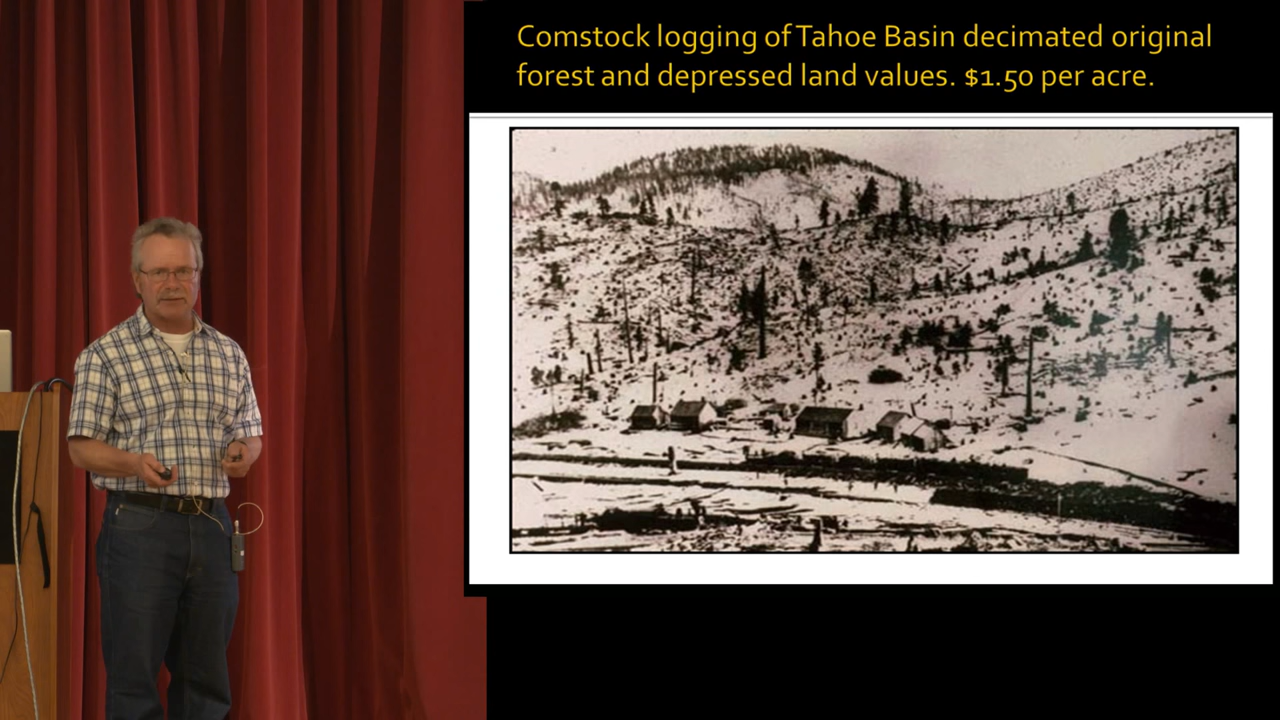 Comstock logging of Tahoe Basin decimated original
forest and depressed land values. $1.50 per acre.